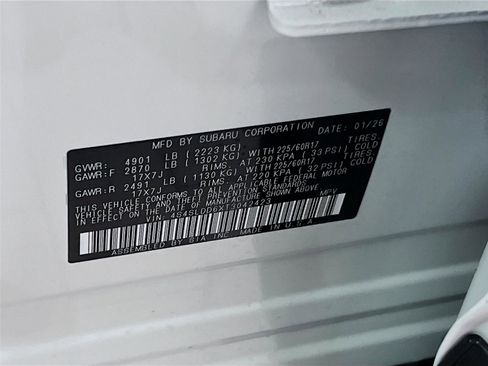 MFD BY SUBARU CORPORATION DATE: 01/26
GVWR: 4901 LB (2223 KG)
GAWR:F 2870 LB (1302 KG) WITH 225/60R17 TIRES.
17X7J RIMS, AT 230 KPA (33 PSI) COLD
GAWR:R 2491 LB (1130 KG) WITH 225/60R17 TIRES.
17X7J RIMS, AT 220 KPA (32 PSI) COLD
THIS VEHICLE CONFORMS TO ALL APPLICABLE FEDERAL MOTOR
VEHICLE SAFETY AND BUMPER STANDARDS
IN EFFECT ON THE DATE OF MANUFACTURE SHOWN ABOVE.
VIN: MPV
ASSEMBLED BY SIA INC. MADE IN U.S.A.